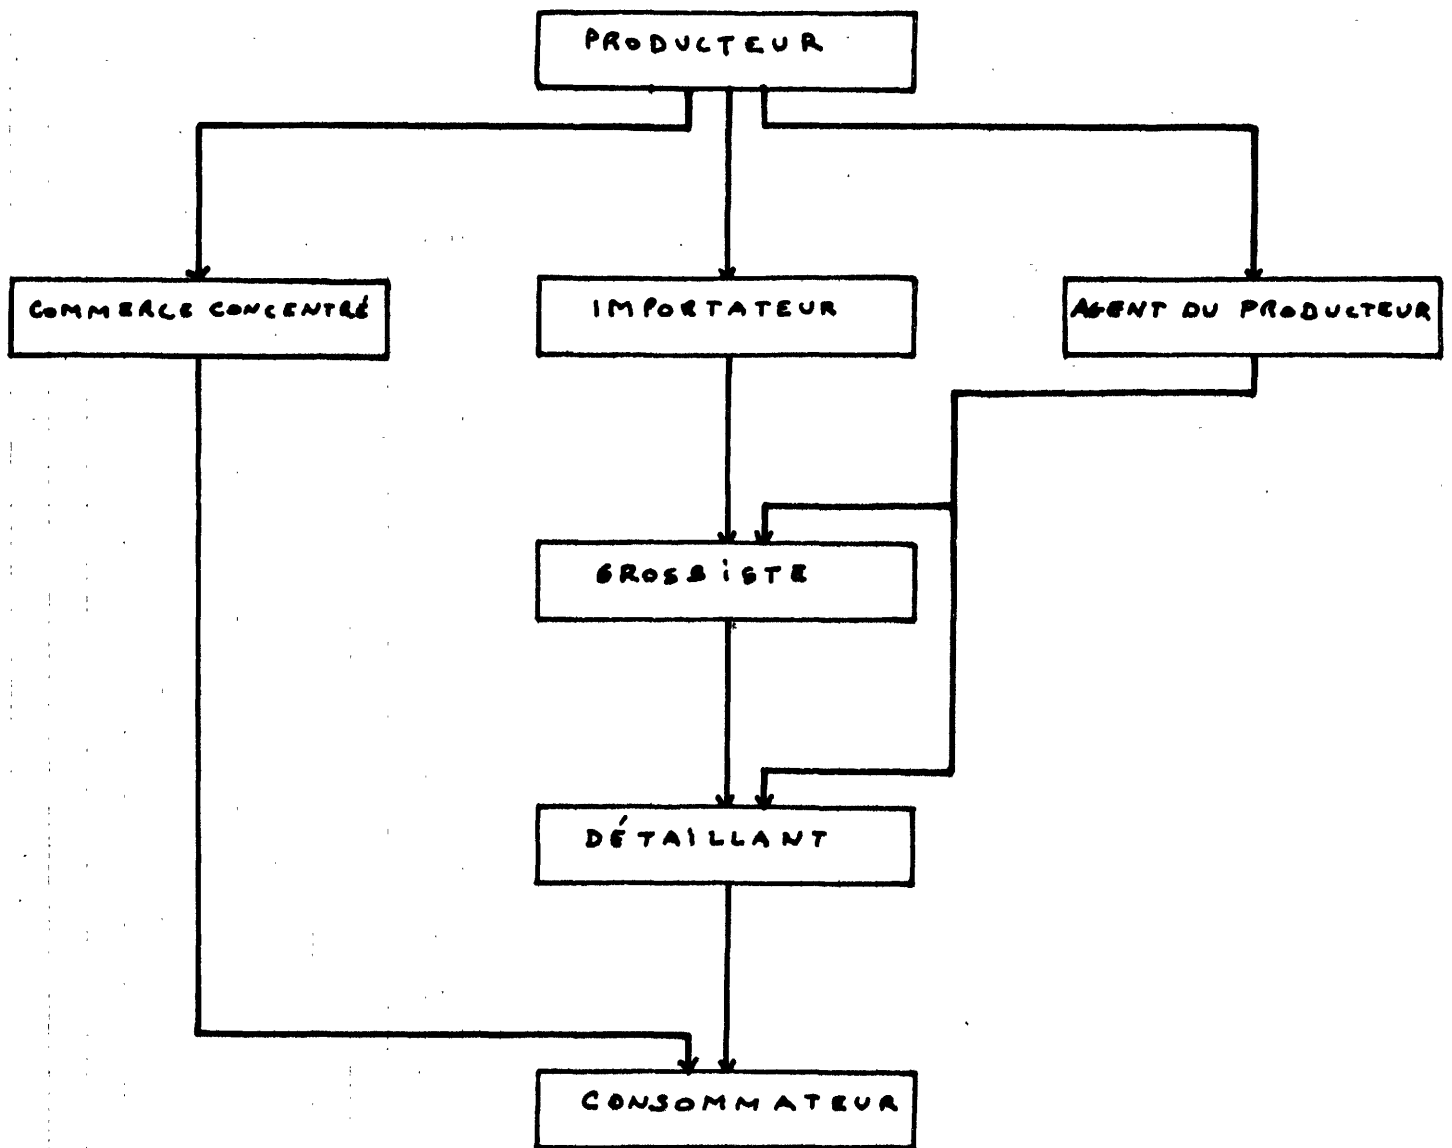 PRODUCTEUR
COMMERCE CONCENTRÉ
IMPORTATEUR
AGENT DU PRODUCTEUR
GROSSiSTE
DÉTAiLLANT
CONSOMMATEUR